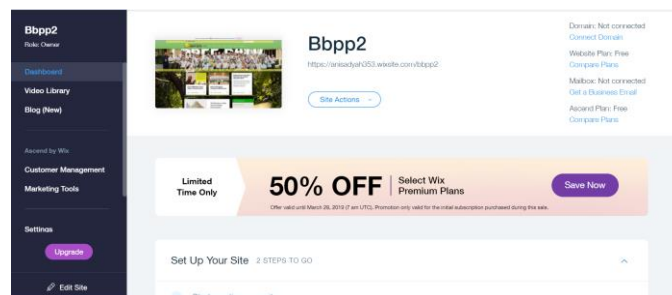 Bbpp2
Role: Owner
Dashboard
Video Library
Blog (New)
Ascend by Wix
Customer Management
Marketing Tools
Settings
Upgrade
Edit Site
Bbpp2
https://anisadyah353.wixsite.com/bbpp2
Site Actions
Domain: Not connected
Connect Domain
Website Plan: Free
Compare Plans
Mailbox: Not connected
Get a Business Email
Ascend Plan: Free
Compare Plans
Limited
Time Only
50% OFF
Select Wix
Premium Plans
Save Now
Offer valid until March 28, 2019 (7 am UTC). Promotion only valid for the initial subscription purchased during this sale.
Set Up Your Site 2 STEPS TO GO